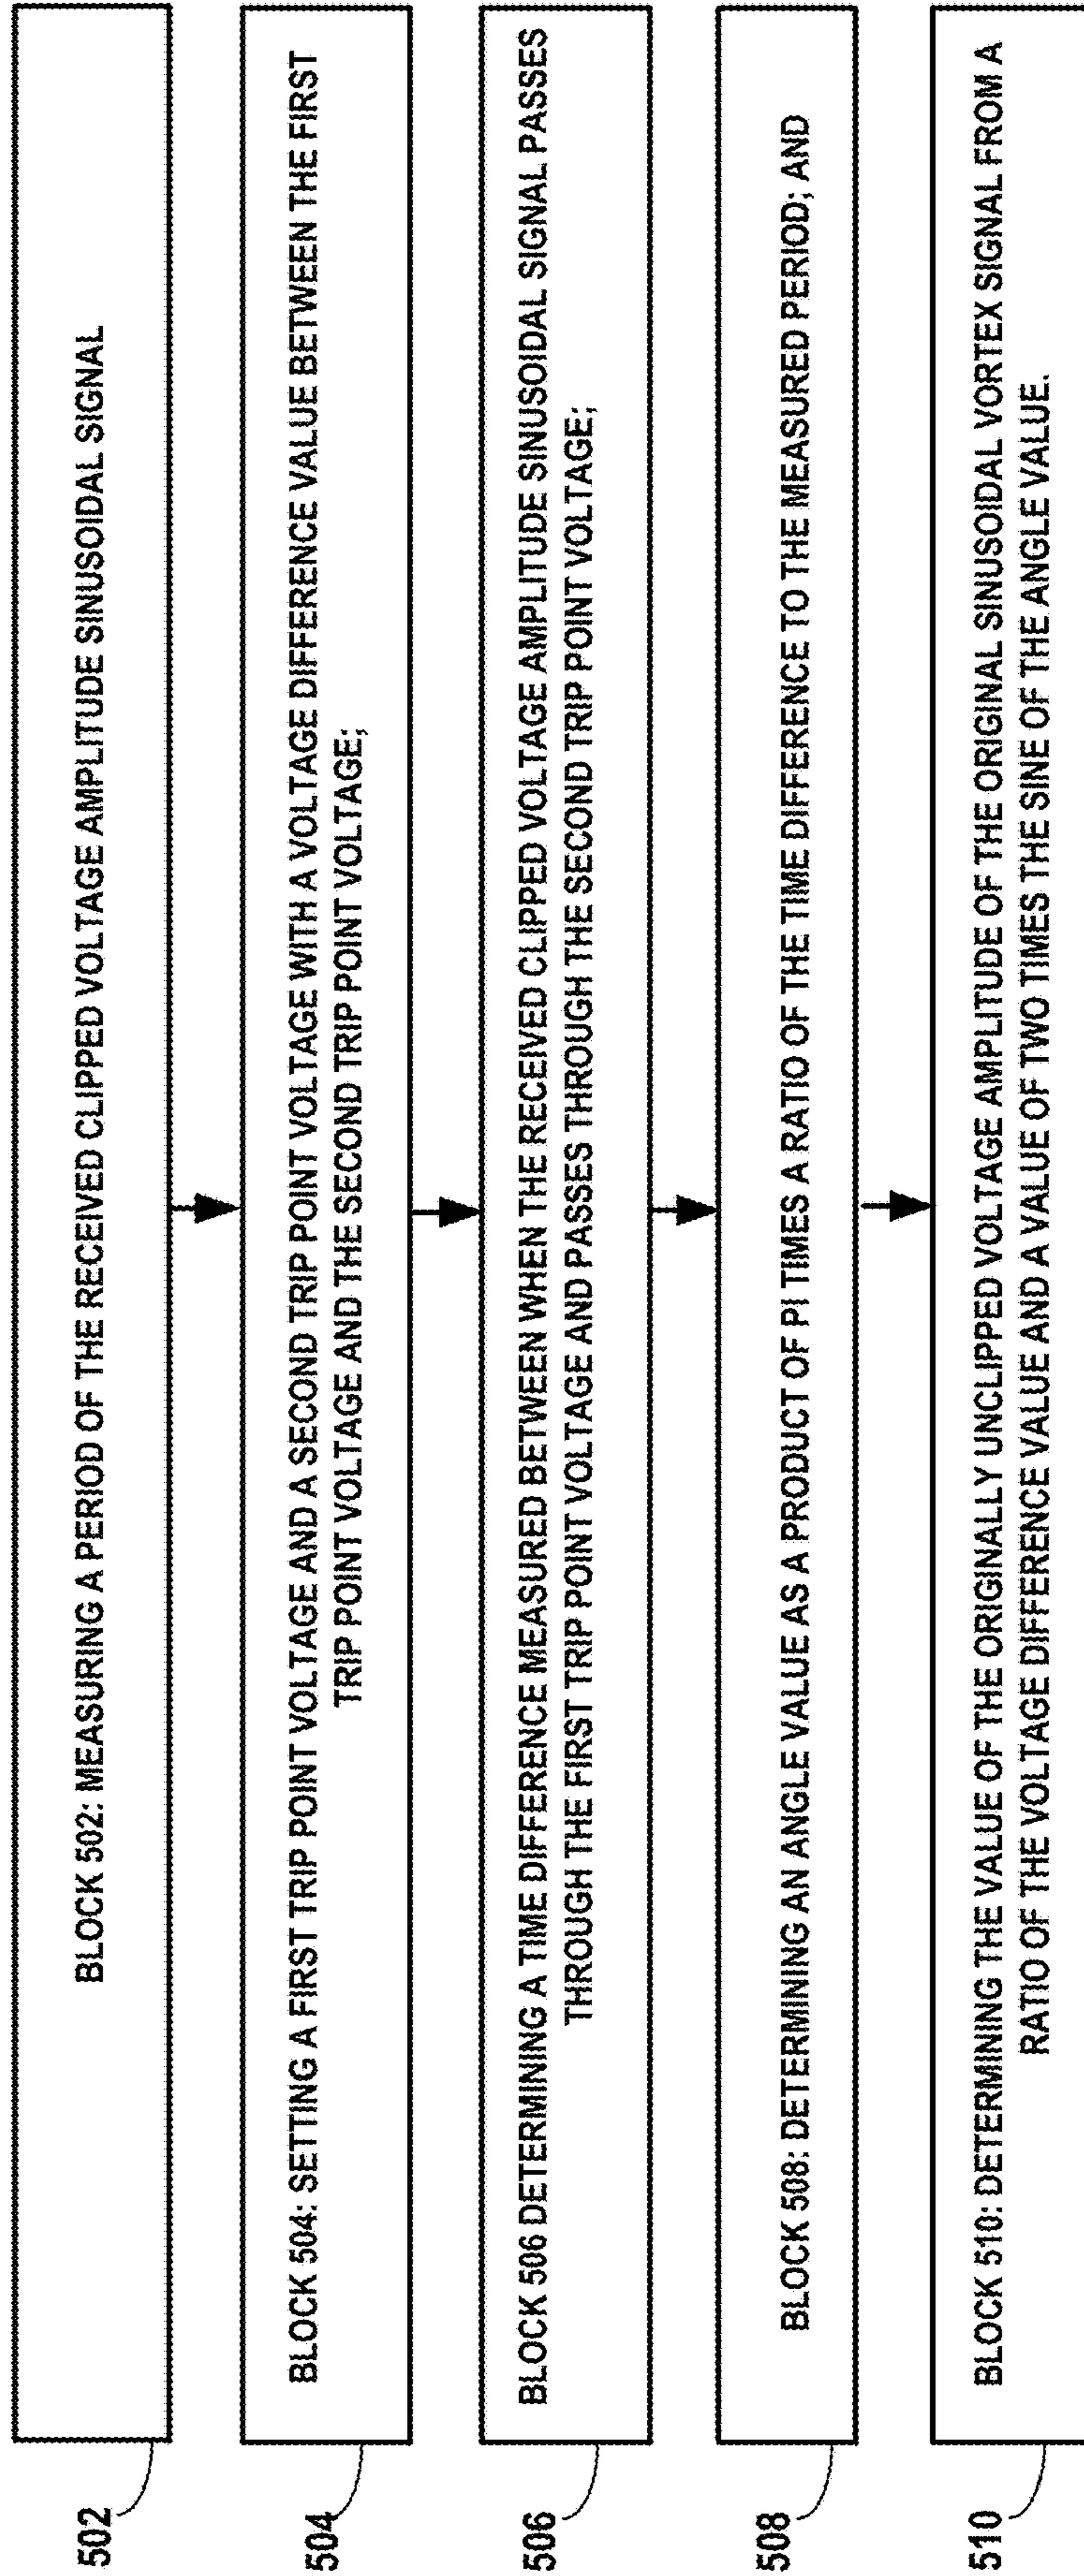 502
BLOCK 502: MEASURING A PERIOD OF THE RECEIVED CLIPPED VOLTAGE AMPLITUDE SINUSOIDAL SIGNAL
504
BLOCK 504: SETTING A FIRST TRIP POINT VOLTAGE AND A SECOND TRIP POINT VOLTAGE WITH A VOLTAGE DIFFERENCE VALUE BETWEEN THE FIRST
TRIP POINT VOLTAGE AND THE SECOND TRIP POINT VOLTAGE;
506
BLOCK 506 DETERMINING A TIME DIFFERENCE MEASURED BETWEEN WHEN THE RECEIVED CLIPPED VOLTAGE AMPLITUDE SINUSOIDAL SIGNAL PASSES
THROUGH THE FIRST TRIP POINT VOLTAGE AND PASSES THROUGH THE SECOND TRIP POINT VOLTAGE;
508
BLOCK 508: DETERMINING AN ANGLE VALUE AS A PRODUCT OF PI TIMES A RATIO OF THE TIME DIFFERENCE TO THE MEASURED PERIOD; AND
510
BLOCK 510: DETERMINING THE VALUE OF THE ORIGINALLY UNCLIPPED VOLTAGE AMPLITUDE OF THE ORIGINAL SINUSOIDAL VORTEX SIGNAL FROM A
RATIO OF THE VOLTAGE DIFFERENCE VALUE AND A VALUE OF TWO TIMES THE SINE OF THE ANGLE VALUE.